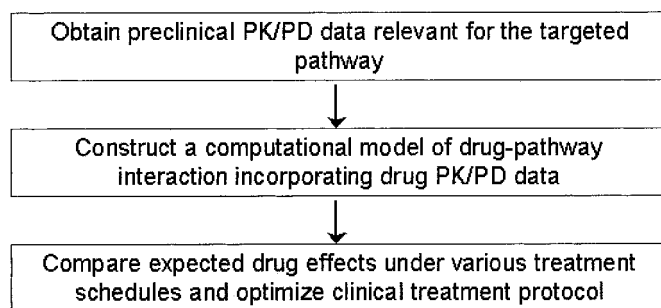 Obtain preclinical PK/PD data relevant for the targeted
pathway
Construct a computational model of drug-pathway
interaction incorporating drug PK/PD data
Compare expected drug effects under various treatment
schedules and optimize clinical treatment protocol